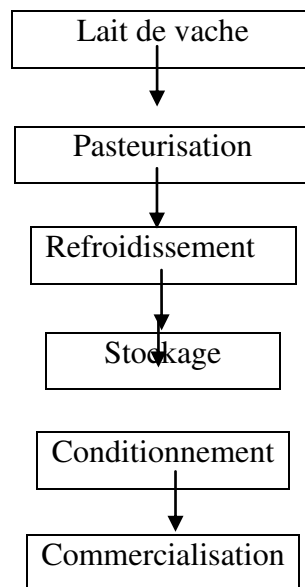 Lait de vache
Pasteurisation
Refroidissement
Stockage
Conditionnement
Commercialisation